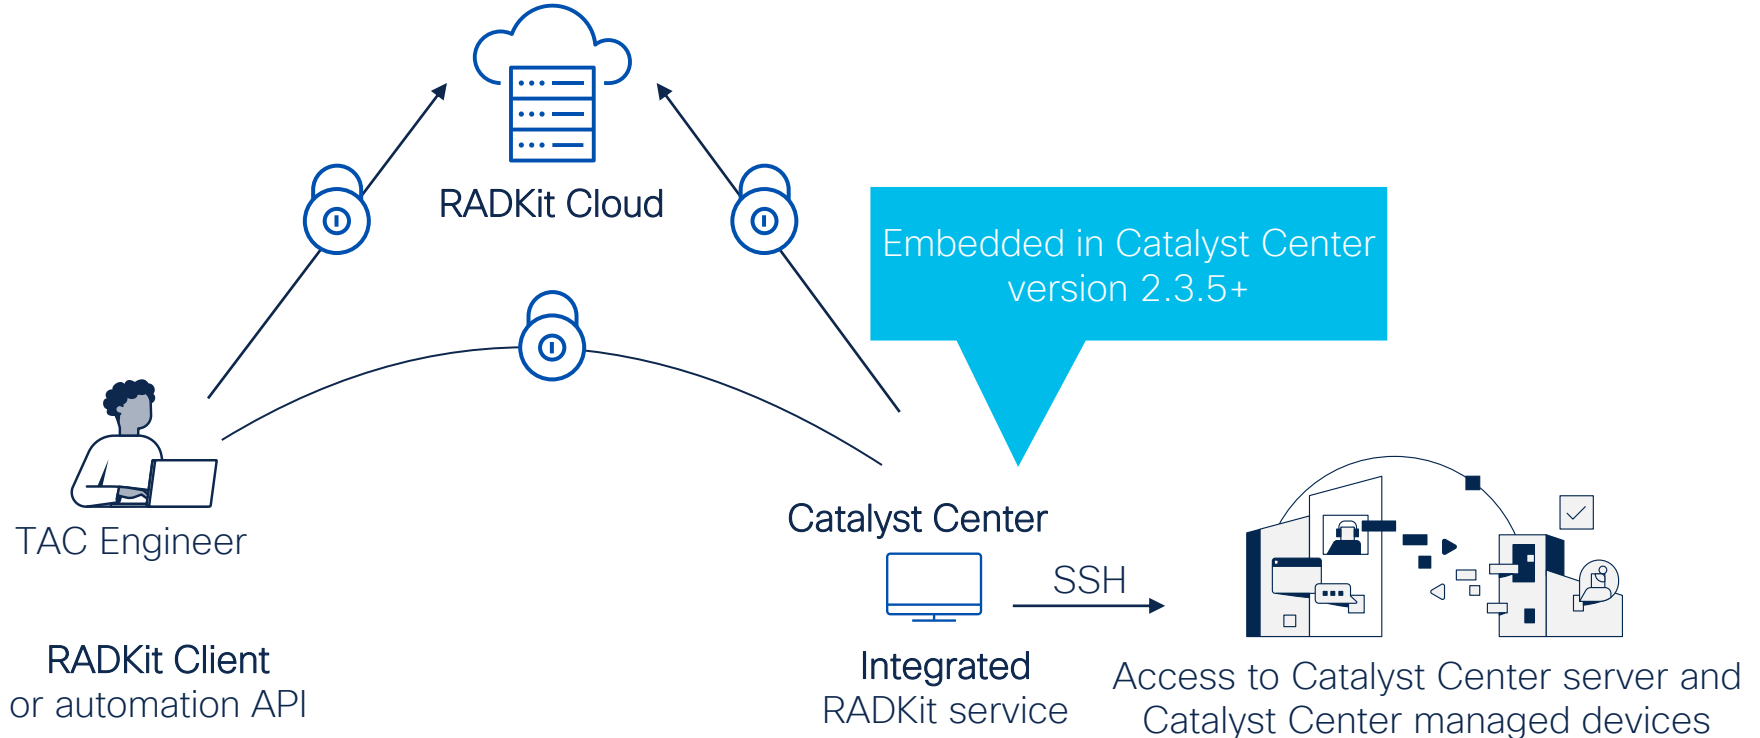 RADKit Cloud
Embedded in Catalyst Center
version 2.3.5+
TAC Engineer
Catalyst Center
SSH
RADKit Client
or automation API
Integrated
RADKit service
Access to Catalyst Center server and
Catalyst Center managed devices